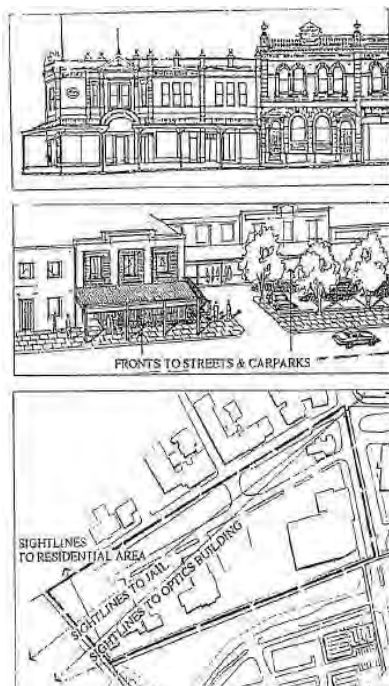 FRONTS TO STREETS & CARPARKS
SIGHTLINES
TO RESIDENTIAL AREA
SIGHTLINES TO JAIL
SIGHTLINES TO OPTICS BUILDING